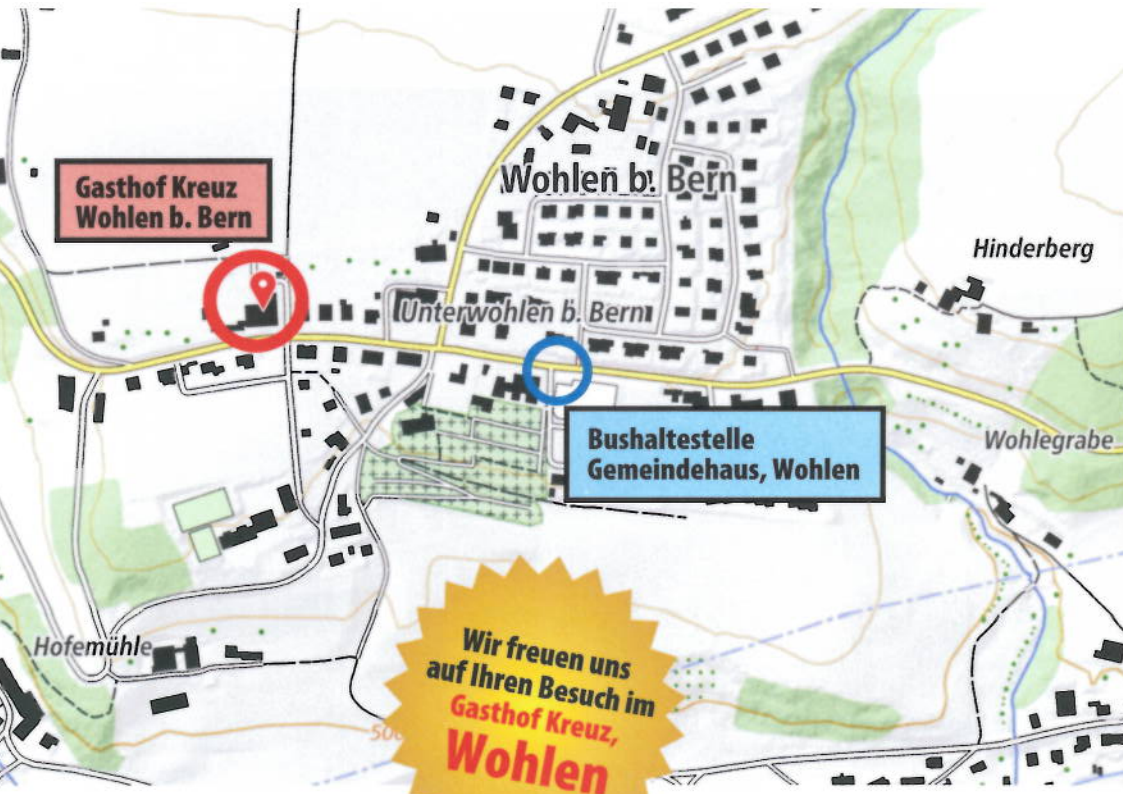 Wohlen b. Bern
Gasthof Kreuz
Wohlen b. Bern
Hinderberg
Unterwohlen b. Bern
Bushaltestelle
Gemeindehaus, Wohlen
Wohlegrabe
Hofemühle
Wir freuen uns
auf Ihren Besuch im
Gasthof Kreuz,
Wohlen